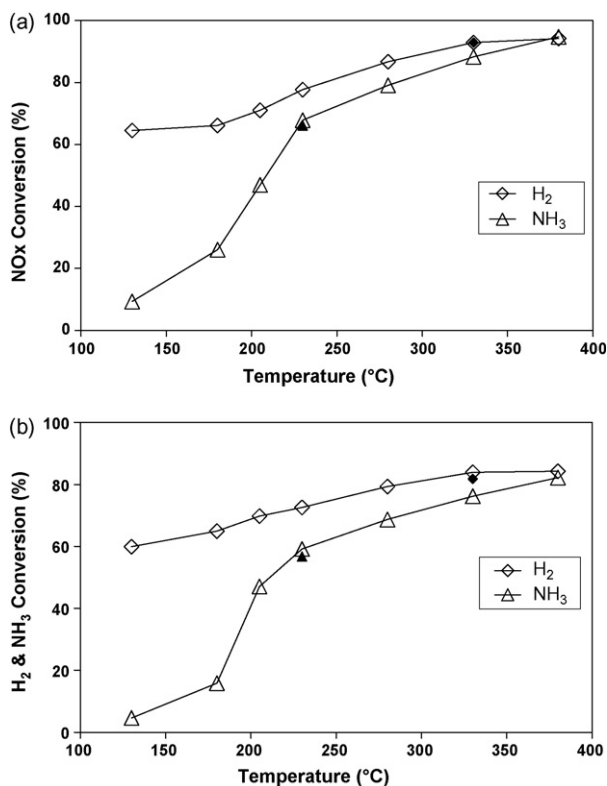 (a)
100
80
60
40
20
0
NOx Conversion (%)
H₂
NH₃
100 150 200 250 300 350 400
Temperature (°C)
(b)
100
80
60
40
20
0
H₂ & NH₃ Conversion (%)
H₂
NH₃
100 150 200 250 300 350 400
Temperature (°C)